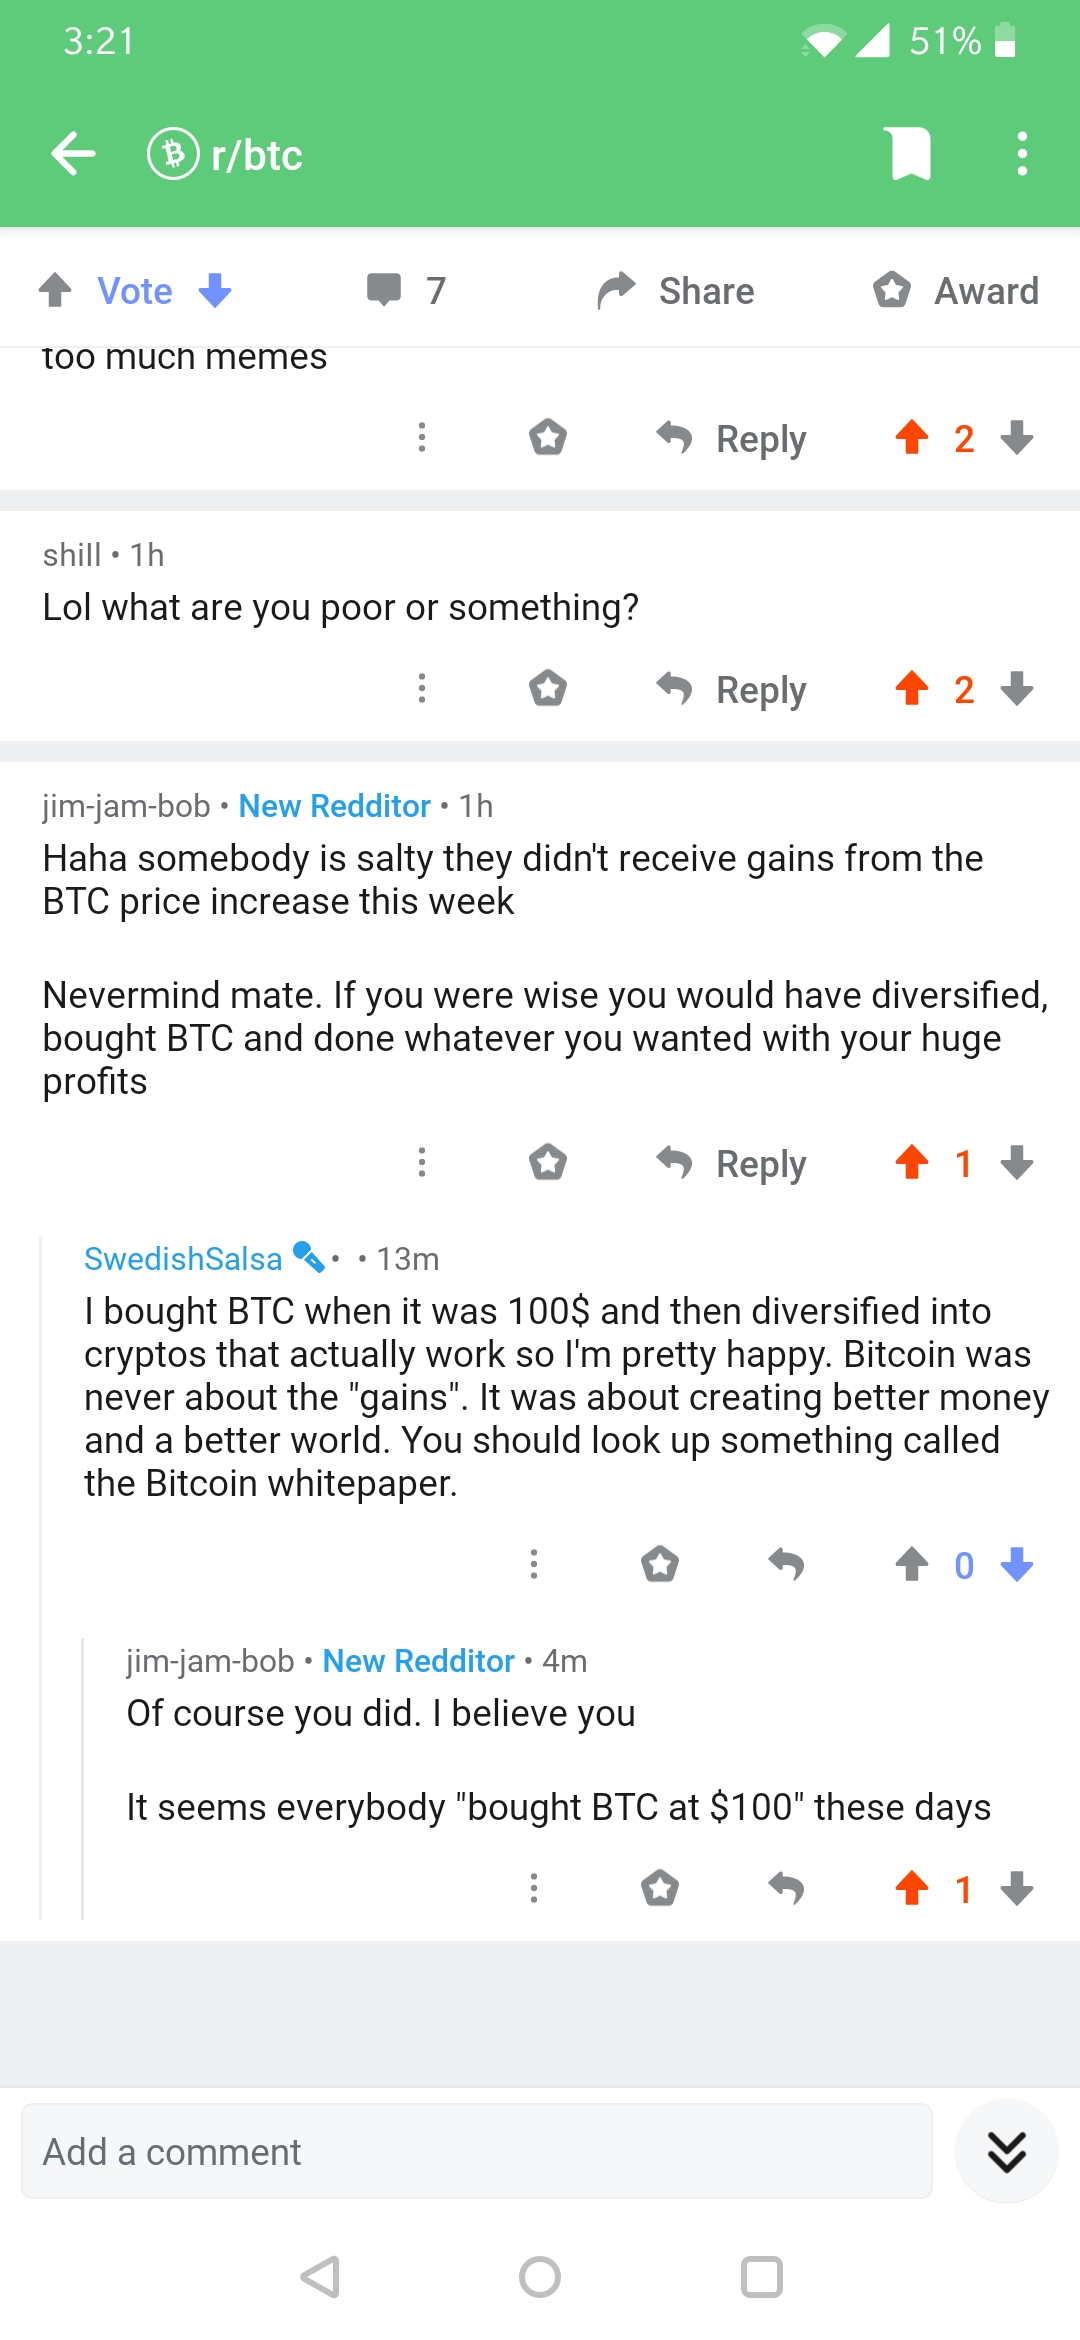 3:21
51%
r/btc
Vote
7
Share
Award
too much memes
Reply
2
shill • 1h
Lol what are you poor or something?
Reply
2
jim-jam-bob • New Redditor • 1h
Haha somebody is salty they didn't receive gains from the
BTC price increase this week
Nevermind mate. If you were wise you would have diversified,
bought BTC and done whatever you wanted with your huge
profits
Reply
1
SwedishSalsa • • 13m
I bought BTC when it was 100$ and then diversified into
cryptos that actually work so I'm pretty happy. Bitcoin was
never about the "gains". It was about creating better money
and a better world. You should look up something called
the Bitcoin whitepaper.
0
jim-jam-bob • New Redditor • 4m
Of course you did. I believe you
It seems everybody "bought BTC at $100" these days
1
Add a comment